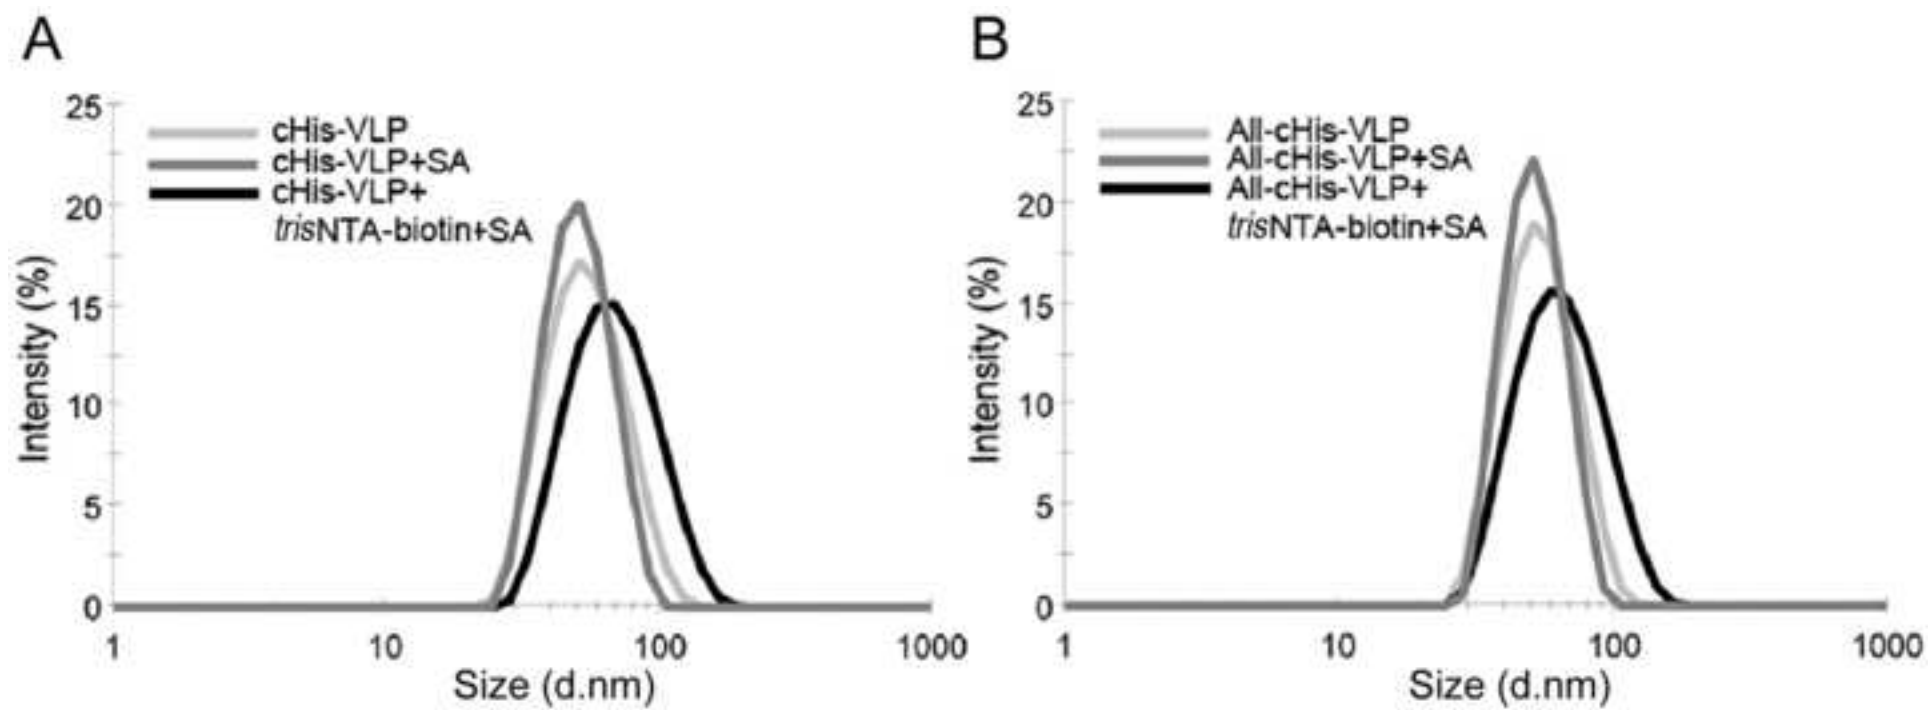 A
25
20
15
10
5
0
Intensity (%)
cHis-VLP
cHis-VLP+SA
cHis-VLP+
trisNTA-biotin+SA
1 10 100 1000
Size (d.nm)
B
25
20
15
10
5
0
Intensity (%)
All-cHis-VLP
All-cHis-VLP+SA
All-cHis-VLP+
trisNTA-biotin+SA
1 10 100 1000
Size (d.nm)